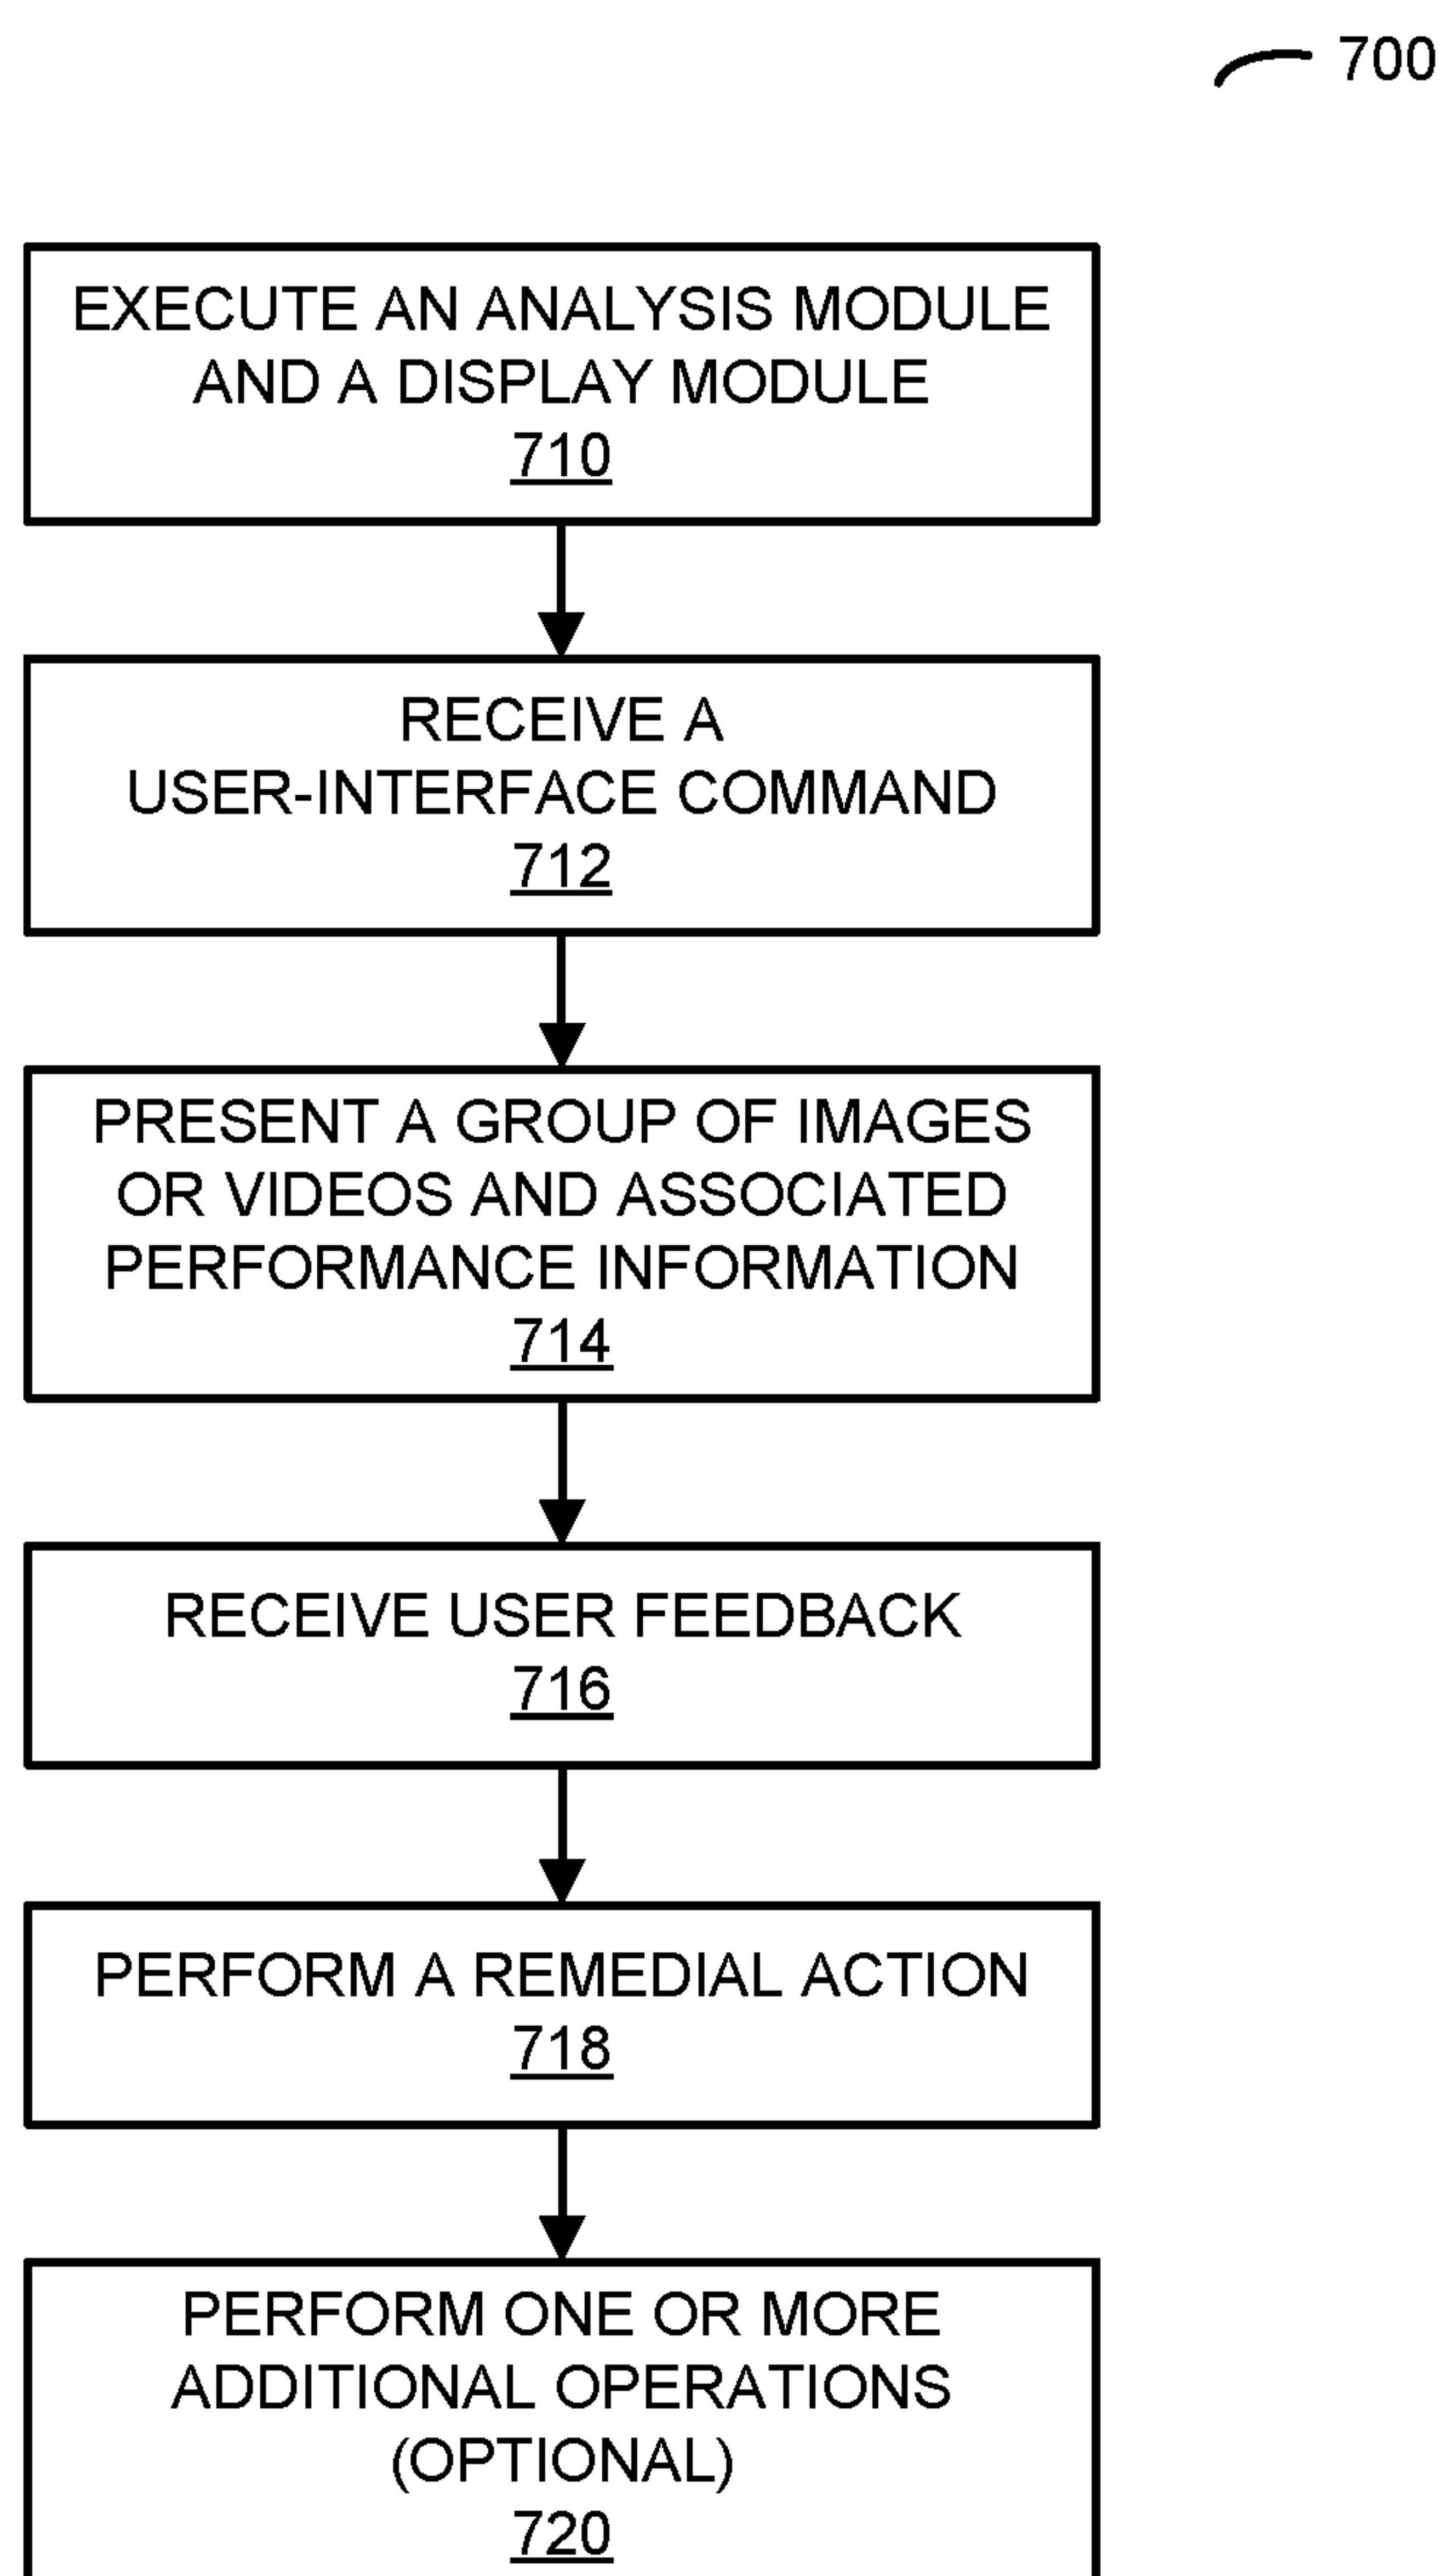 700
EXECUTE AN ANALYSIS MODULE
AND A DISPLAY MODULE
710
RECEIVE A
USER-INTERFACE COMMAND
712
PRESENT A GROUP OF IMAGES
OR VIDEOS AND ASSOCIATED
PERFORMANCE INFORMATION
714
RECEIVE USER FEEDBACK
716
PERFORM A REMEDIAL ACTION
718
PERFORM ONE OR MORE
ADDITIONAL OPERATIONS
(OPTIONAL)
720